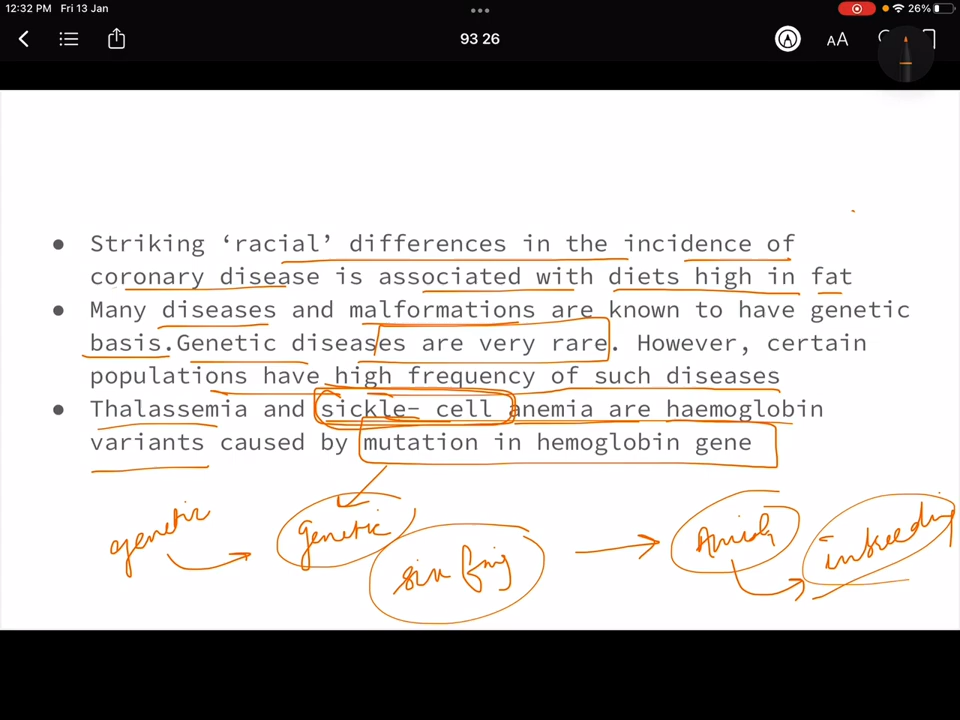 12:32 PM Fri 13 Jan
26%
93 26
AA
● Striking ‘racial’ differences in the incidence of
coronary disease is associated with diets high in fat
● Many diseases and malformations are known to have genetic
basis.Genetic diseases are very rare. However, certain
populations have high frequency of such diseases
● Thalassemia and sickle- cell anemia are haemoglobin
variants caused by mutation in hemoglobin gene
genetic Genetic Amish inbreeding
six